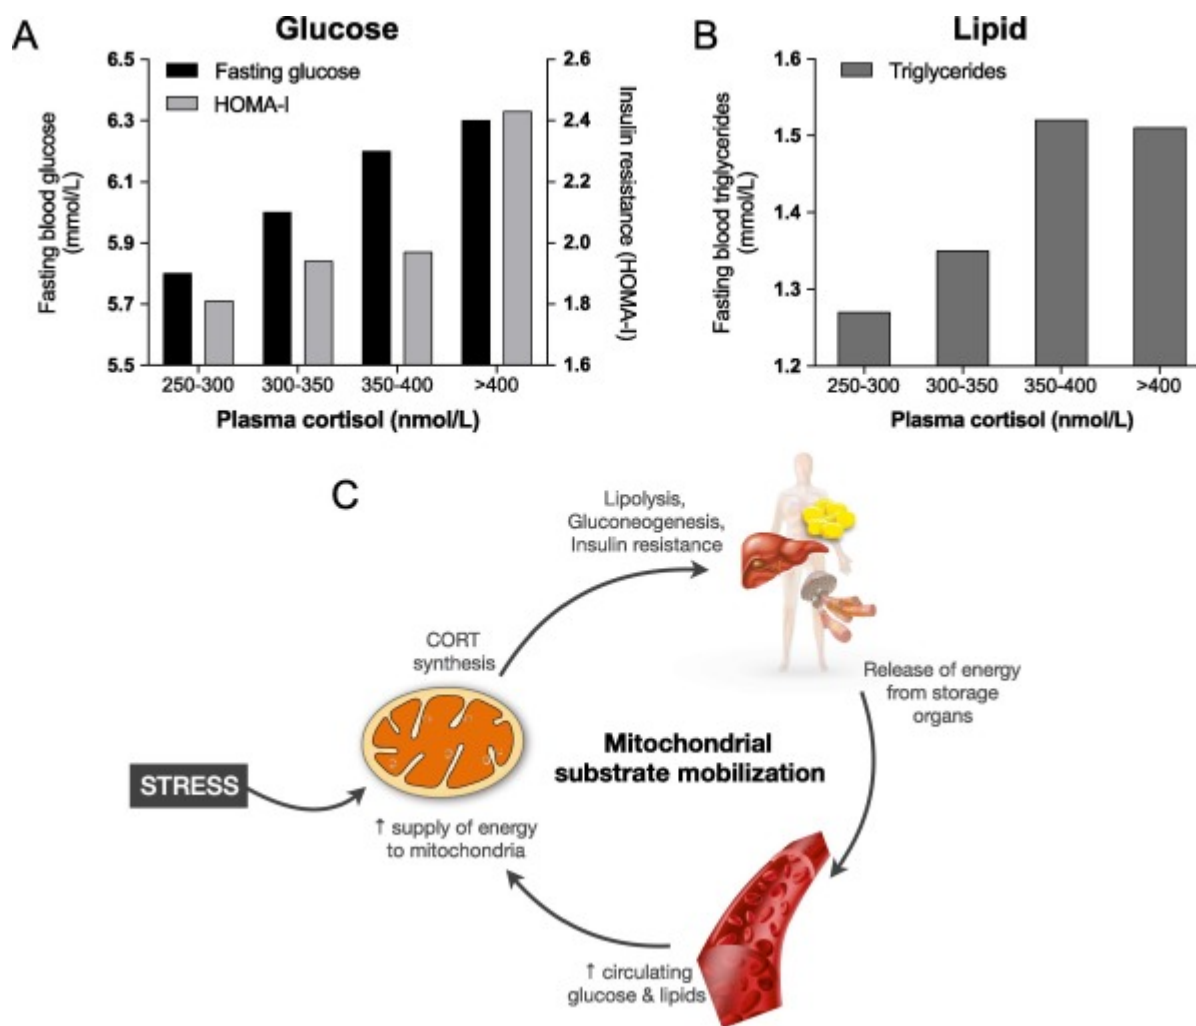 A
Glucose
Fasting glucose
HOMA-I
Fasting blood glucose
(mmol/L)
6.5
6.3
6.1
5.9
5.7
5.5
2.6
2.4
2.2
2.0
1.8
1.6
Insulin resistance (HOMA-I)
250-300
300-350
350-400
>400
Plasma cortisol (nmol/L)
B
Lipid
Triglycerides
Fasting blood triglycerides
(mmol/L)
1.6
1.5
1.4
1.3
1.2
250-300
300-350
350-400
>400
Plasma cortisol (nmol/L)
C
Lipolysis,
Gluconeogenesis,
Insulin resistance
CORT
synthesis
Release of energy
from storage
organs
Mitochondrial
substrate mobilization
STRESS
↑ supply of energy
to mitochondria
↑ circulating
glucose & lipids